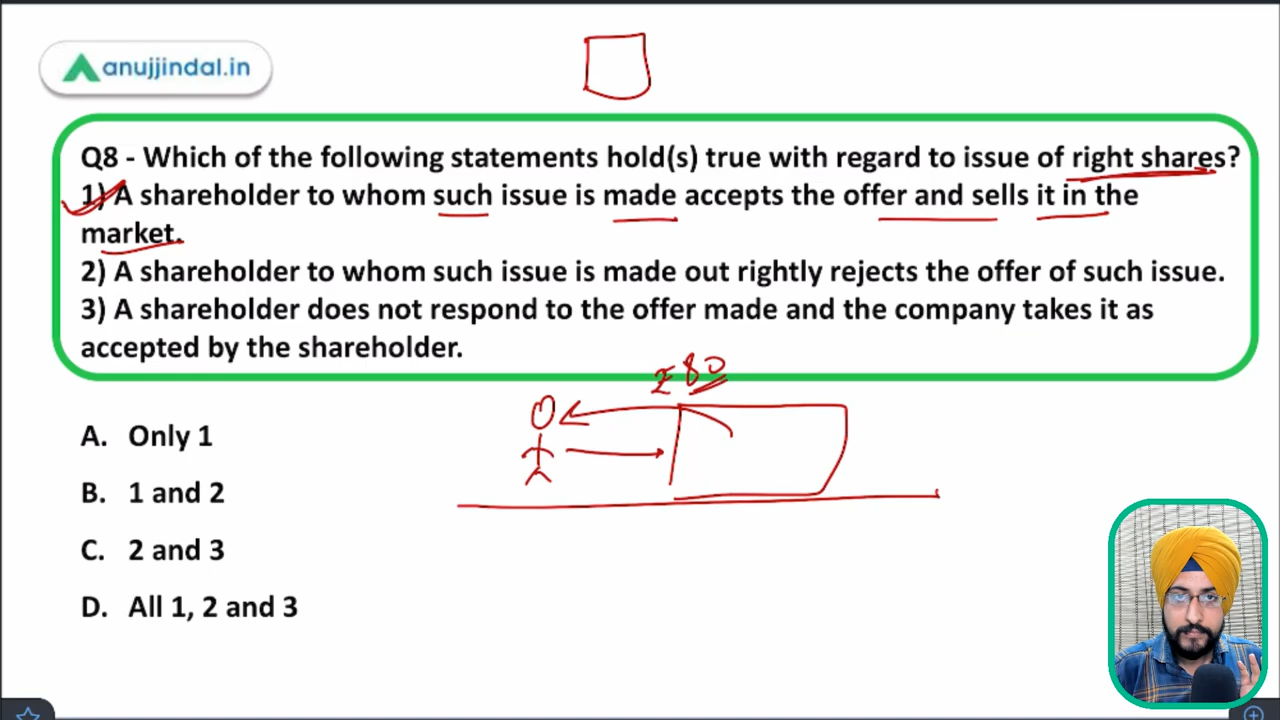 anujjindal.in
Q8 - Which of the following statements hold(s) true with regard to issue of right shares?
1) A shareholder to whom such issue is made accepts the offer and sells it in the
market.
2) A shareholder to whom such issue is made out rightly rejects the offer of such issue.
3) A shareholder does not respond to the offer made and the company takes it as
accepted by the shareholder.
₹80
A. Only 1
B. 1 and 2
C. 2 and 3
D. All 1, 2 and 3